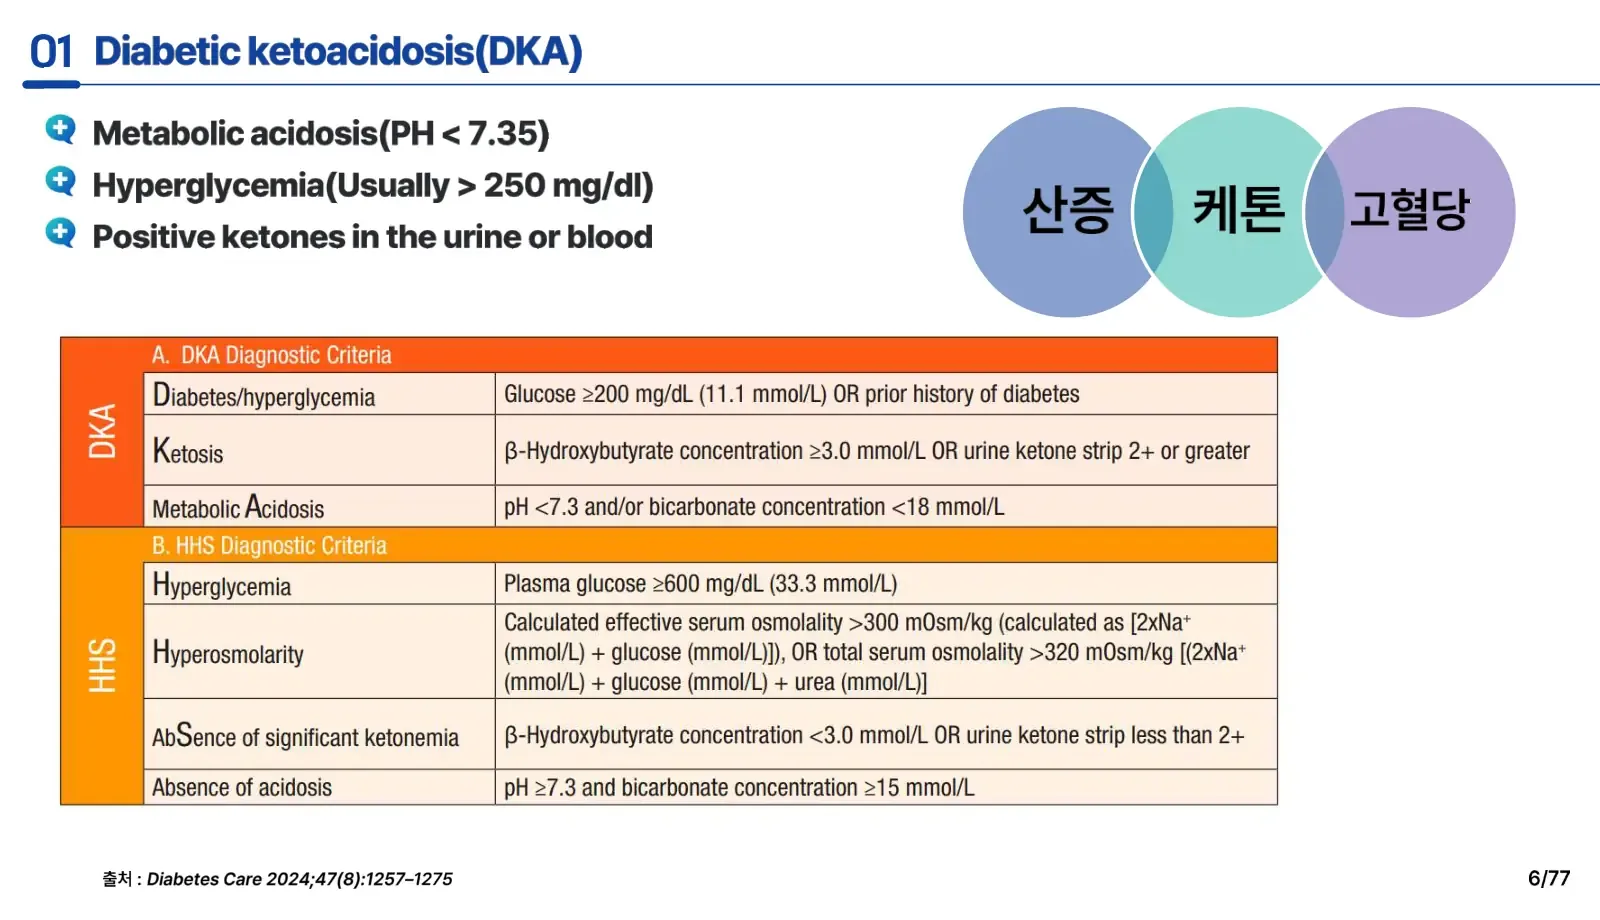 01 Diabetic ketoacidosis(DKA)
Metabolic acidosis(PH < 7.35)
Hyperglycemia(Usually > 250 mg/dl)
Positive ketones in the urine or blood
산증 케톤 고혈당
DKA
A. DKA Diagnostic Criteria
Diabetes/hyperglycemia Glucose ≥200 mg/dL (11.1 mmol/L) OR prior history of diabetes
Ketosis β-Hydroxybutyrate concentration ≥3.0 mmol/L OR urine ketone strip 2+ or greater
Metabolic Acidosis pH <7.3 and/or bicarbonate concentration <18 mmol/L
HHS
B. HHS Diagnostic Criteria
Hyperglycemia Plasma glucose ≥600 mg/dL (33.3 mmol/L)
Hyperosmolarity Calculated effective serum osmolality >300 mOsm/kg (calculated as [2xNa⁺
(mmol/L) + glucose (mmol/L)]), OR total serum osmolality >320 mOsm/kg [(2xNa⁺
(mmol/L) + glucose (mmol/L) + urea (mmol/L)]
AbSence of significant ketonemia β-Hydroxybutyrate concentration <3.0 mmol/L OR urine ketone strip less than 2+
Absence of acidosis pH ≥7.3 and bicarbonate concentration ≥15 mmol/L
출처 : Diabetes Care 2024;47(8):1257–1275
6/77